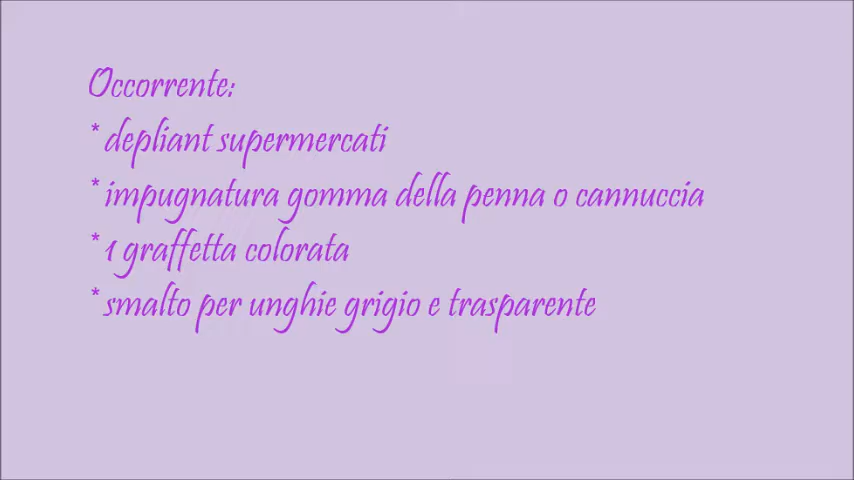 Occorrente:
* depliant supermercati
* impugnatura gomma della penna o cannuccia
* 1 graffetta colorata
* smalto per unghie grigio e trasparente